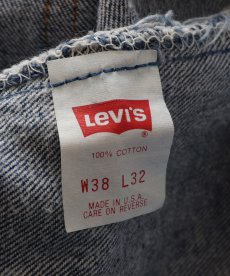 LEVI'S
®
100% COTTON
W38 L32
MADE IN U.S.A.
CARE ON REVERSE